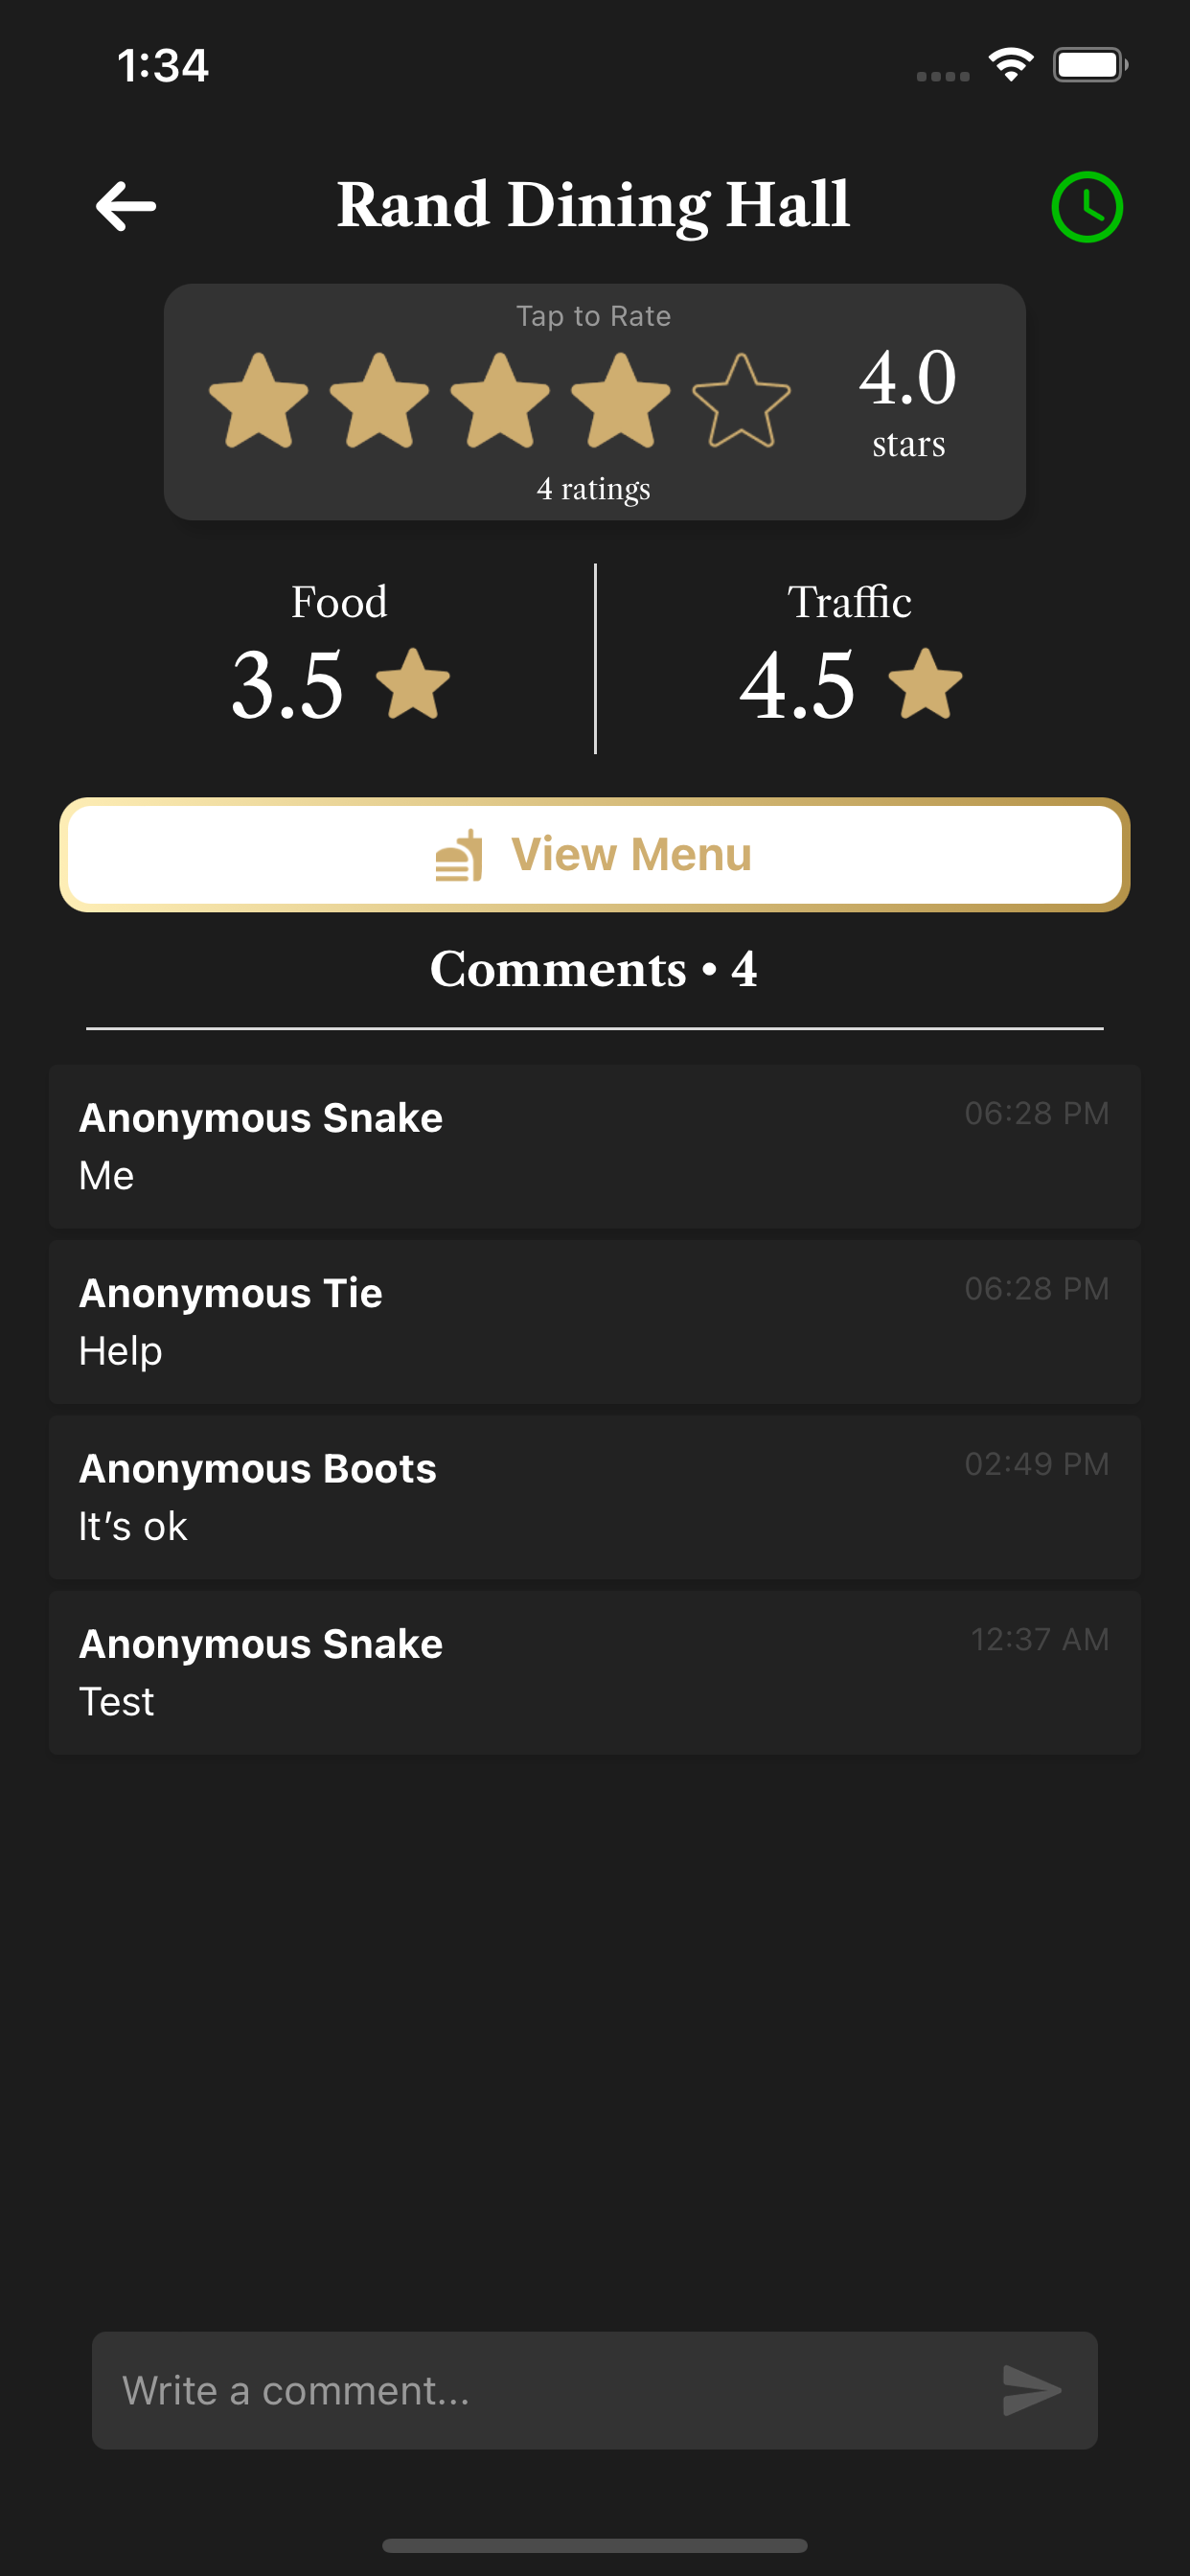 1:34
Rand Dining Hall
Tap to Rate
4.0
stars
4 ratings
Food
3.5
Traffic
4.5
View Menu
Comments • 4
Anonymous Snake
06:28 PM
Me
Anonymous Tie
06:28 PM
Help
Anonymous Boots
02:49 PM
It’s ok
Anonymous Snake
12:37 AM
Test
Write a comment...